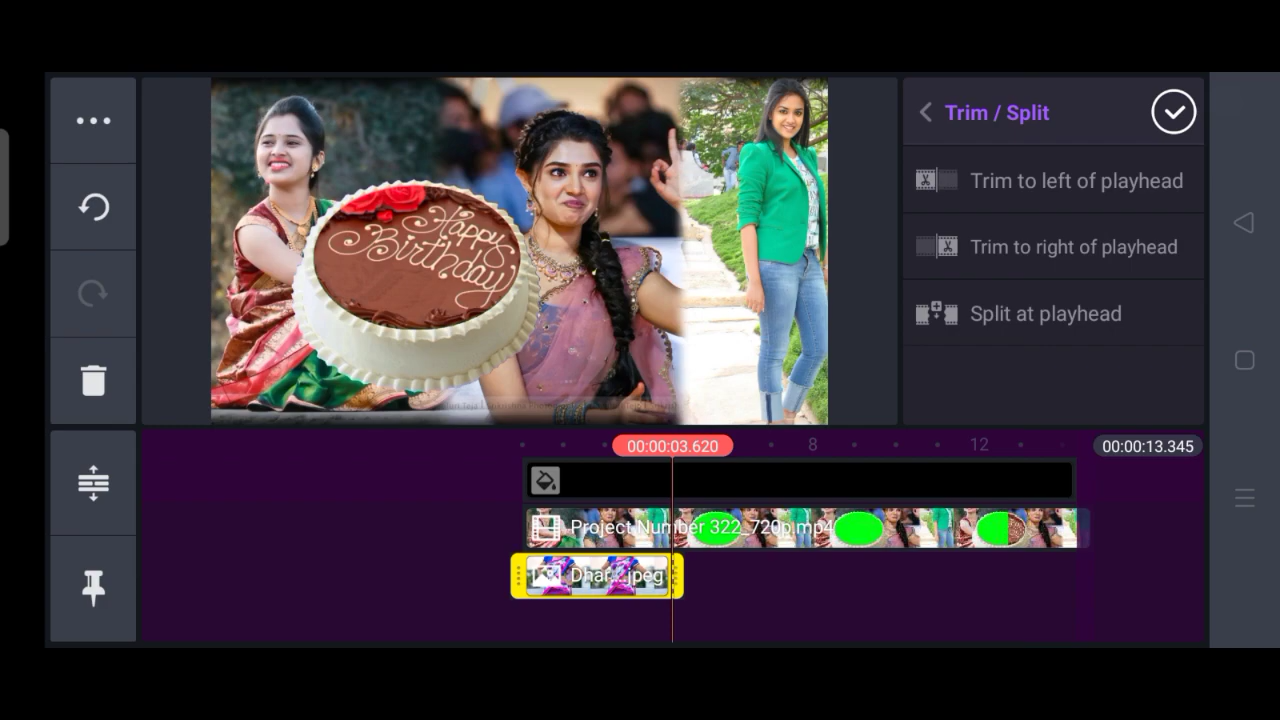 Trim / Split
Trim to left of playhead
Trim to right of playhead
Split at playhead
Happy
Birthday
00:00:03.620
8
12
00:00:13.345
Project Number 322_720p.mp4
Dhar...jpeg